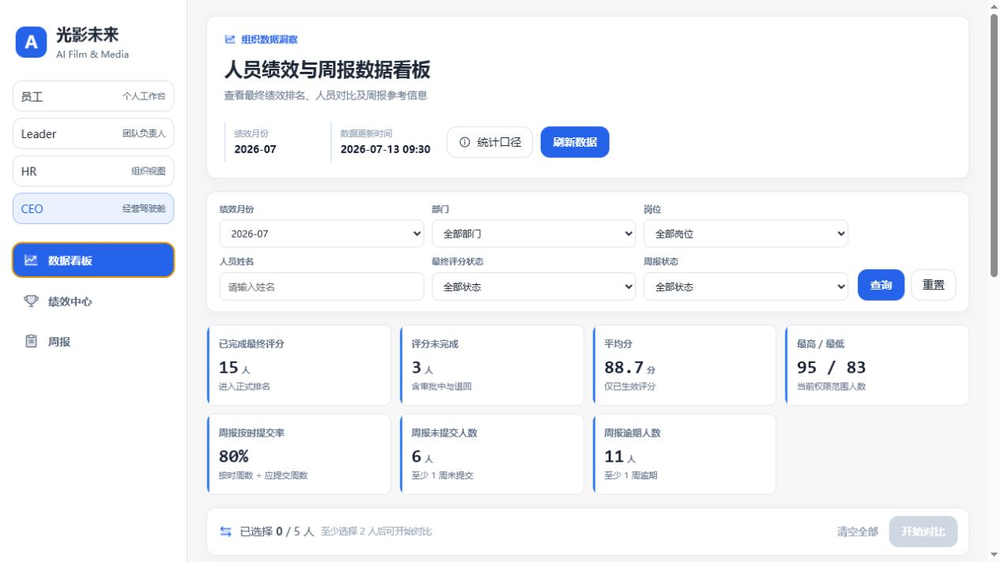 A
光影未来
AI Film & Media
员工 个人工作台
Leader 团队负责人
HR 组织视图
CEO 经营驾驶舱
数据看板
绩效中心
周报
组织数据洞察
人员绩效与周报数据看板
查看最终绩效排名、人员对比及周报参考信息
绩效月份
2026-07
数据更新时间
2026-07-13 09:30
统计口径
刷新数据
绩效月份 部门 岗位
2026-07 全部部门 全部岗位
人员姓名 最终评分状态 周报状态
请输入姓名 全部状态 全部状态 查询 重置
已完成最终评分
15 人
进入正式排名
评分未完成
3 人
含审批中与退回
平均分
88.7 分
仅已生效评分
最高 / 最低
95 / 83
当前权限范围人数
周报按时提交率
80%
按时周数 ÷ 应提交周数
周报未提交人数
6 人
至少 1 周未提交
周报逾期人数
11 人
至少 1 周逾期
已选择 0 / 5 人 至少选择 2 人后可开始对比 清空全部 开始对比